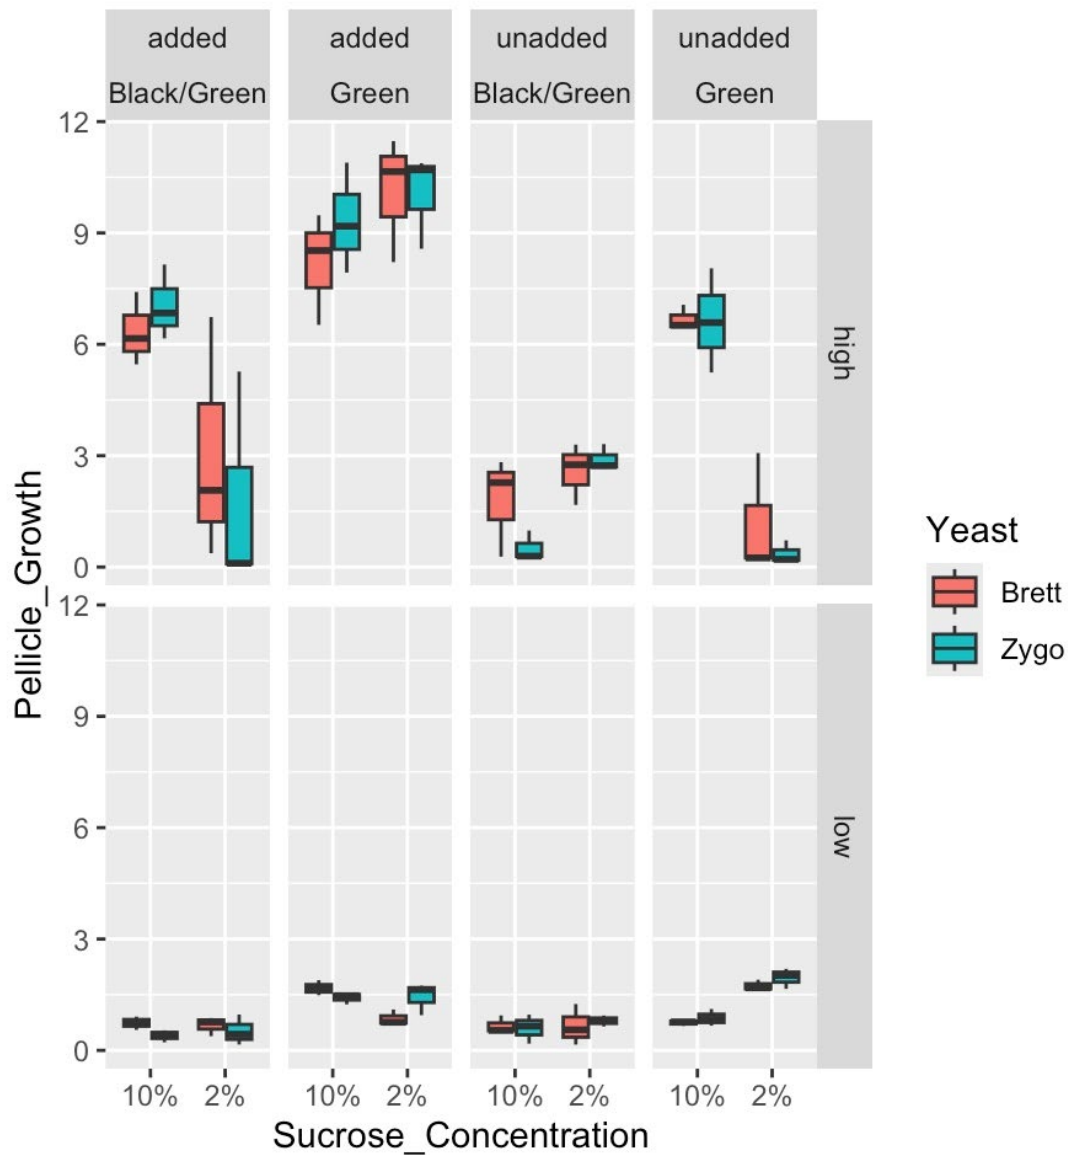 added added unadded unadded
Black/Green Green Black/Green Green
12
9
6
3
0
high
12
9
6
3
0
low
Pellicle_Growth
10% 2% 10% 2% 10% 2% 10% 2%
Sucrose_Concentration
Yeast
Brett
Zygo